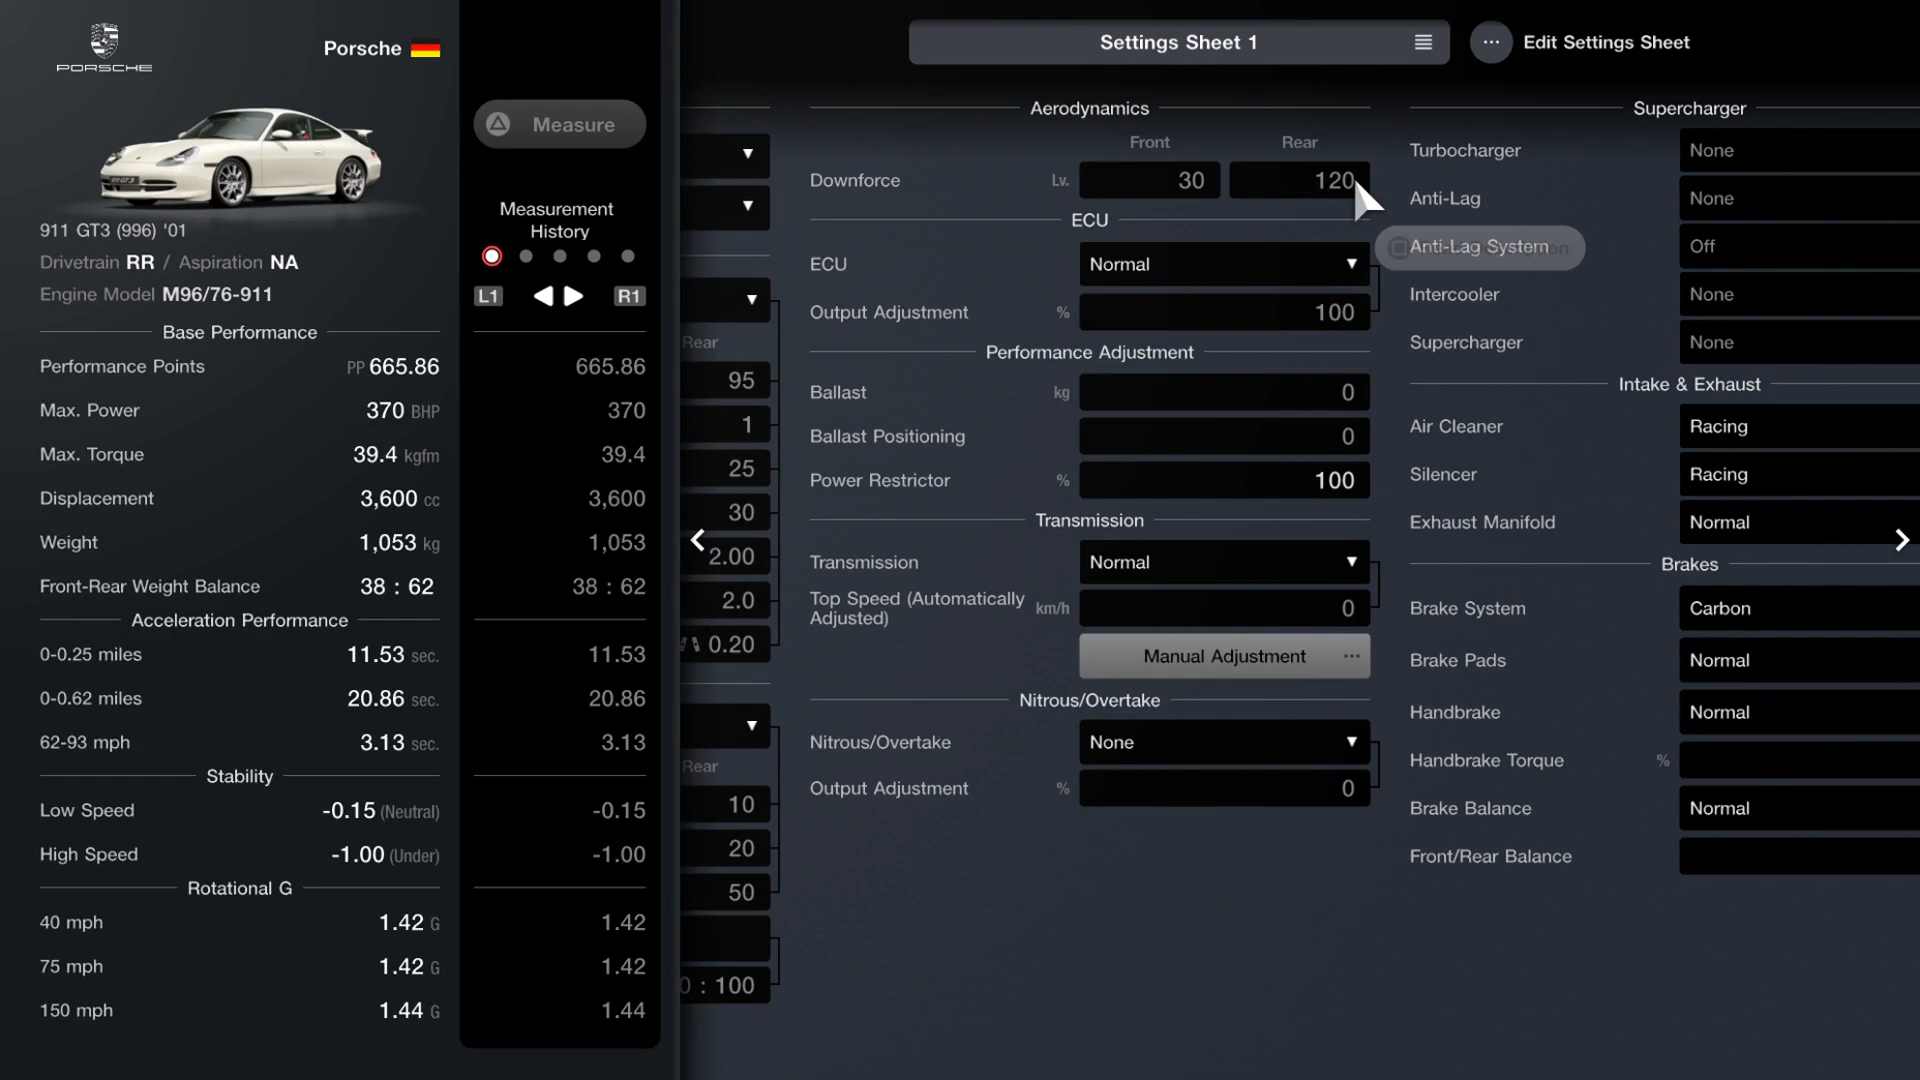 PORSCHE
Porsche
911 GT3
911 GT3 (996) '01
Drivetrain RR / Aspiration NA
Engine Model M96/76-911
Base Performance
Performance Points PP 665.86
Max. Power 370 BHP
Max. Torque 39.4 kgfm
Displacement 3,600 cc
Weight 1,053 kg
Front-Rear Weight Balance 38 : 62
Acceleration Performance
0-0.25 miles 11.53 sec.
0-0.62 miles 20.86 sec.
62-93 mph 3.13 sec.
Stability
Low Speed -0.15 (Neutral)
High Speed -1.00 (Under)
Rotational G
40 mph 1.42 G
75 mph 1.42 G
150 mph 1.44 G
Measure
Measurement
History
L1 R1
665.86
370
39.4
3,600
1,053
38 : 62
11.53
20.86
3.13
-0.15
-1.00
1.42
1.42
1.44
Rear
95
1
25
30
2.00
2.0
0.20
Rear
10
20
50
0 : 100
Settings Sheet 1
Edit Settings Sheet
Aerodynamics
Front Rear
Downforce Lv. 30 120
ECU
ECU Normal
Output Adjustment % 100
Performance Adjustment
Ballast kg 0
Ballast Positioning 0
Power Restrictor % 100
Transmission
Transmission Normal
Top Speed (Automatically
Adjusted) km/h 0
Manual Adjustment
Nitrous/Overtake
Nitrous/Overtake None
Output Adjustment % 0
Supercharger
Turbocharger None
Anti-Lag None
Anti-Lag System Off
Intercooler None
Supercharger None
Intake & Exhaust
Air Cleaner Racing
Silencer Racing
Exhaust Manifold Normal
Brakes
Brake System Carbon
Brake Pads Normal
Handbrake Normal
Handbrake Torque %
Brake Balance Normal
Front/Rear Balance